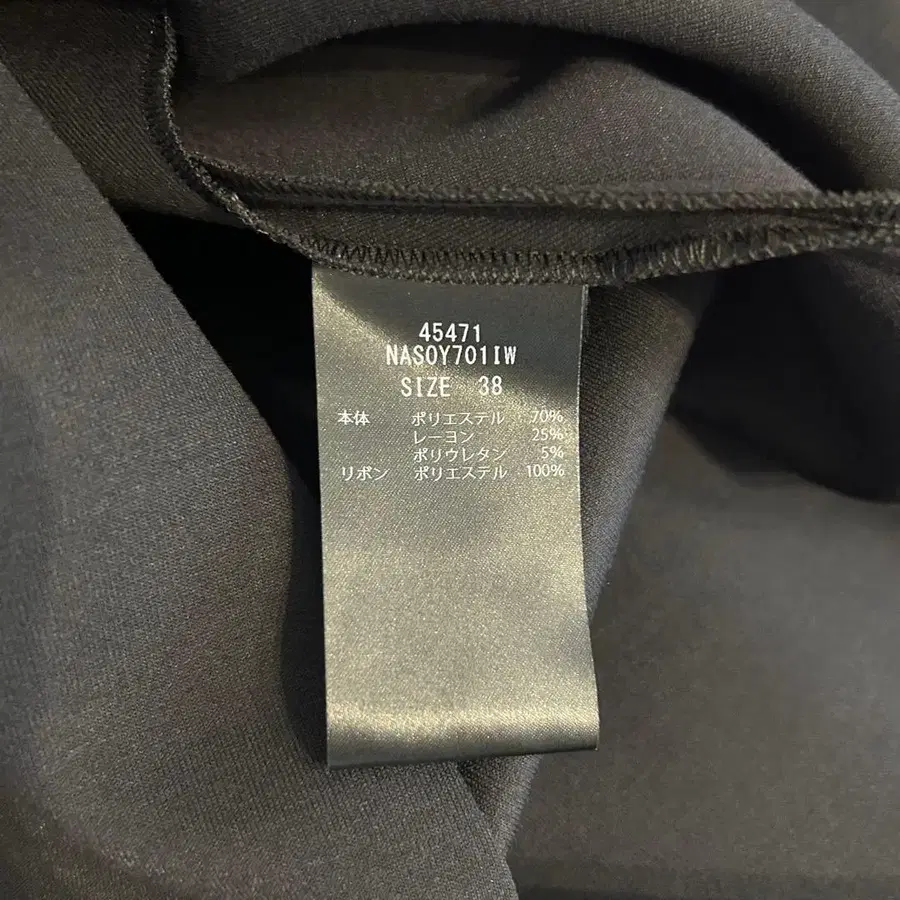 45471
NASOY701IW
SIZE 38
本体 ポリエステル 70%
レーヨン 25%
ポリウレタン 5%
リボン ポリエステル 100%